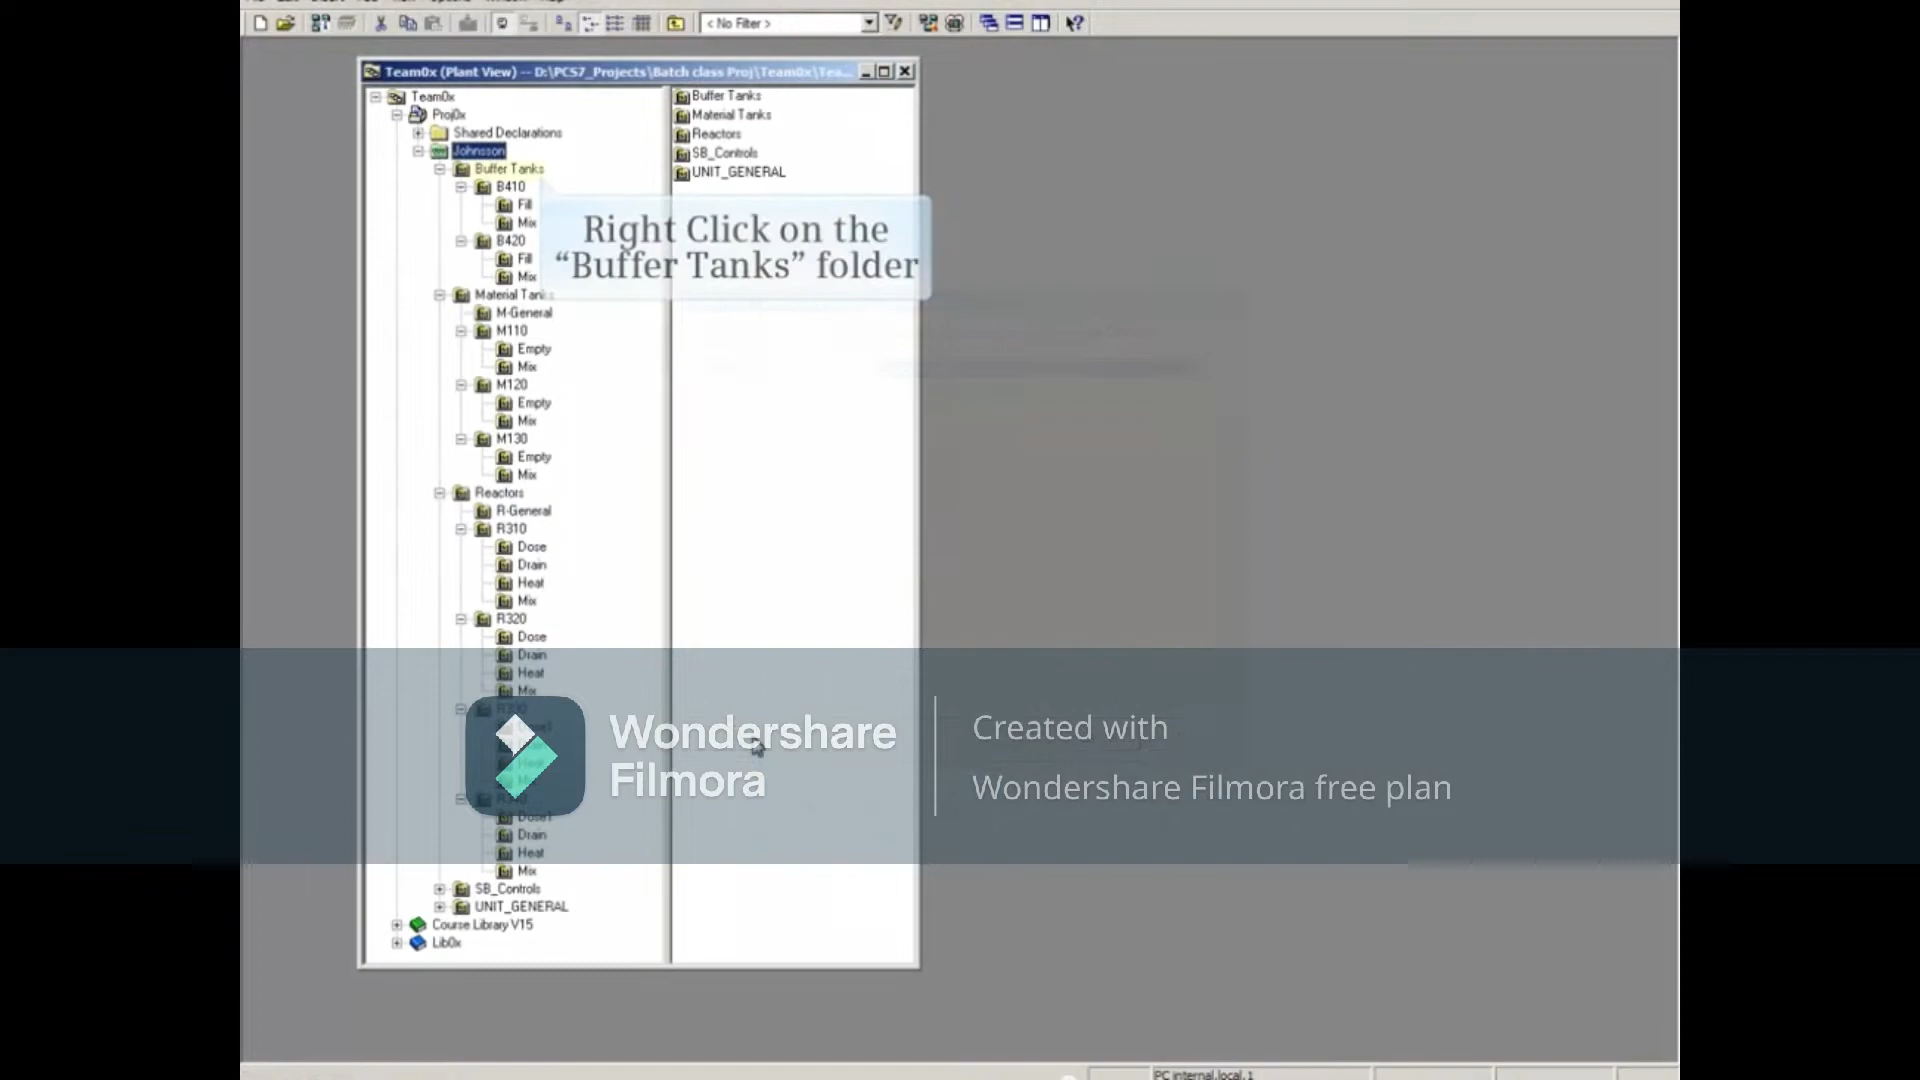 < No Filter >
Team0x (Plant View) -- D:\PCS7_Projects\Batch class Proj\Team0x\Tea...
Team0x
Proj0x
Shared Declarations
Johnsson
Buffer Tanks
B410
Fill
Mix
B420
Fill
Mix
Material Tanks
M-General
M110
Empty
Mix
M120
Empty
Mix
M130
Empty
Mix
Reactors
R-General
R310
Dose
Drain
Heat
Mix
R320
Dose
Drain
Heat
Mix
Dose1
Drain
Heat
Mix
SB_Controls
UNIT_GENERAL
Course Library V15
Lib0x
Buffer Tanks
Material Tanks
Reactors
SB_Controls
UNIT_GENERAL
Right Click on the
“Buffer Tanks” folder
Wondershare
Filmora
Created with
Wondershare Filmora free plan
PC internal.local.1